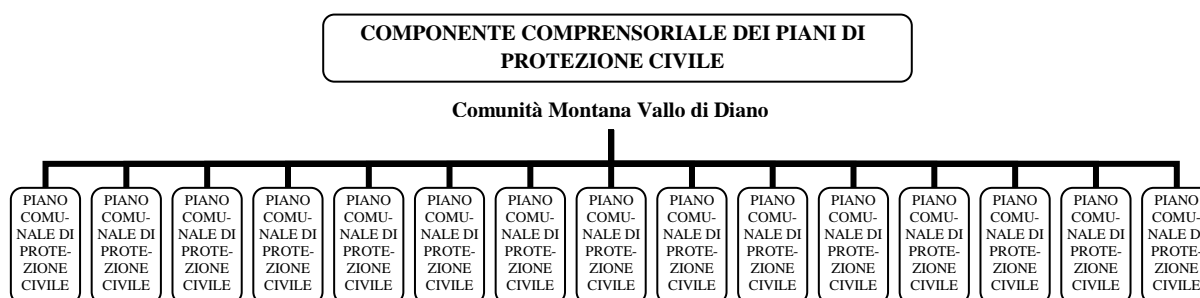 COMPONENTE COMPRENSORIALE DEI PIANI DI
PROTEZIONE CIVILE
Comunità Montana Vallo di Diano
PIANO
COMU-
NALE DI
PROTE-
ZIONE
CIVILE
PIANO
COMU-
NALE DI
PROTE-
ZIONE
CIVILE
PIANO
COMU-
NALE DI
PROTE-
ZIONE
CIVILE
PIANO
COMU-
NALE DI
PROTE-
ZIONE
CIVILE
PIANO
COMU-
NALE DI
PROTE-
ZIONE
CIVILE
PIANO
COMU-
NALE DI
PROTE-
ZIONE
CIVILE
PIANO
COMU-
NALE DI
PROTE-
ZIONE
CIVILE
PIANO
COMU-
NALE DI
PROTE-
ZIONE
CIVILE
PIANO
COMU-
NALE DI
PROTE-
ZIONE
CIVILE
PIANO
COMU-
NALE DI
PROTE-
ZIONE
CIVILE
PIANO
COMU-
NALE DI
PROTE-
ZIONE
CIVILE
PIANO
COMU-
NALE DI
PROTE-
ZIONE
CIVILE
PIANO
COMU-
NALE DI
PROTE-
ZIONE
CIVILE
PIANO
COMU-
NALE DI
PROTE-
ZIONE
CIVILE
PIANO
COMU-
NALE DI
PROTE-
ZIONE
CIVILE